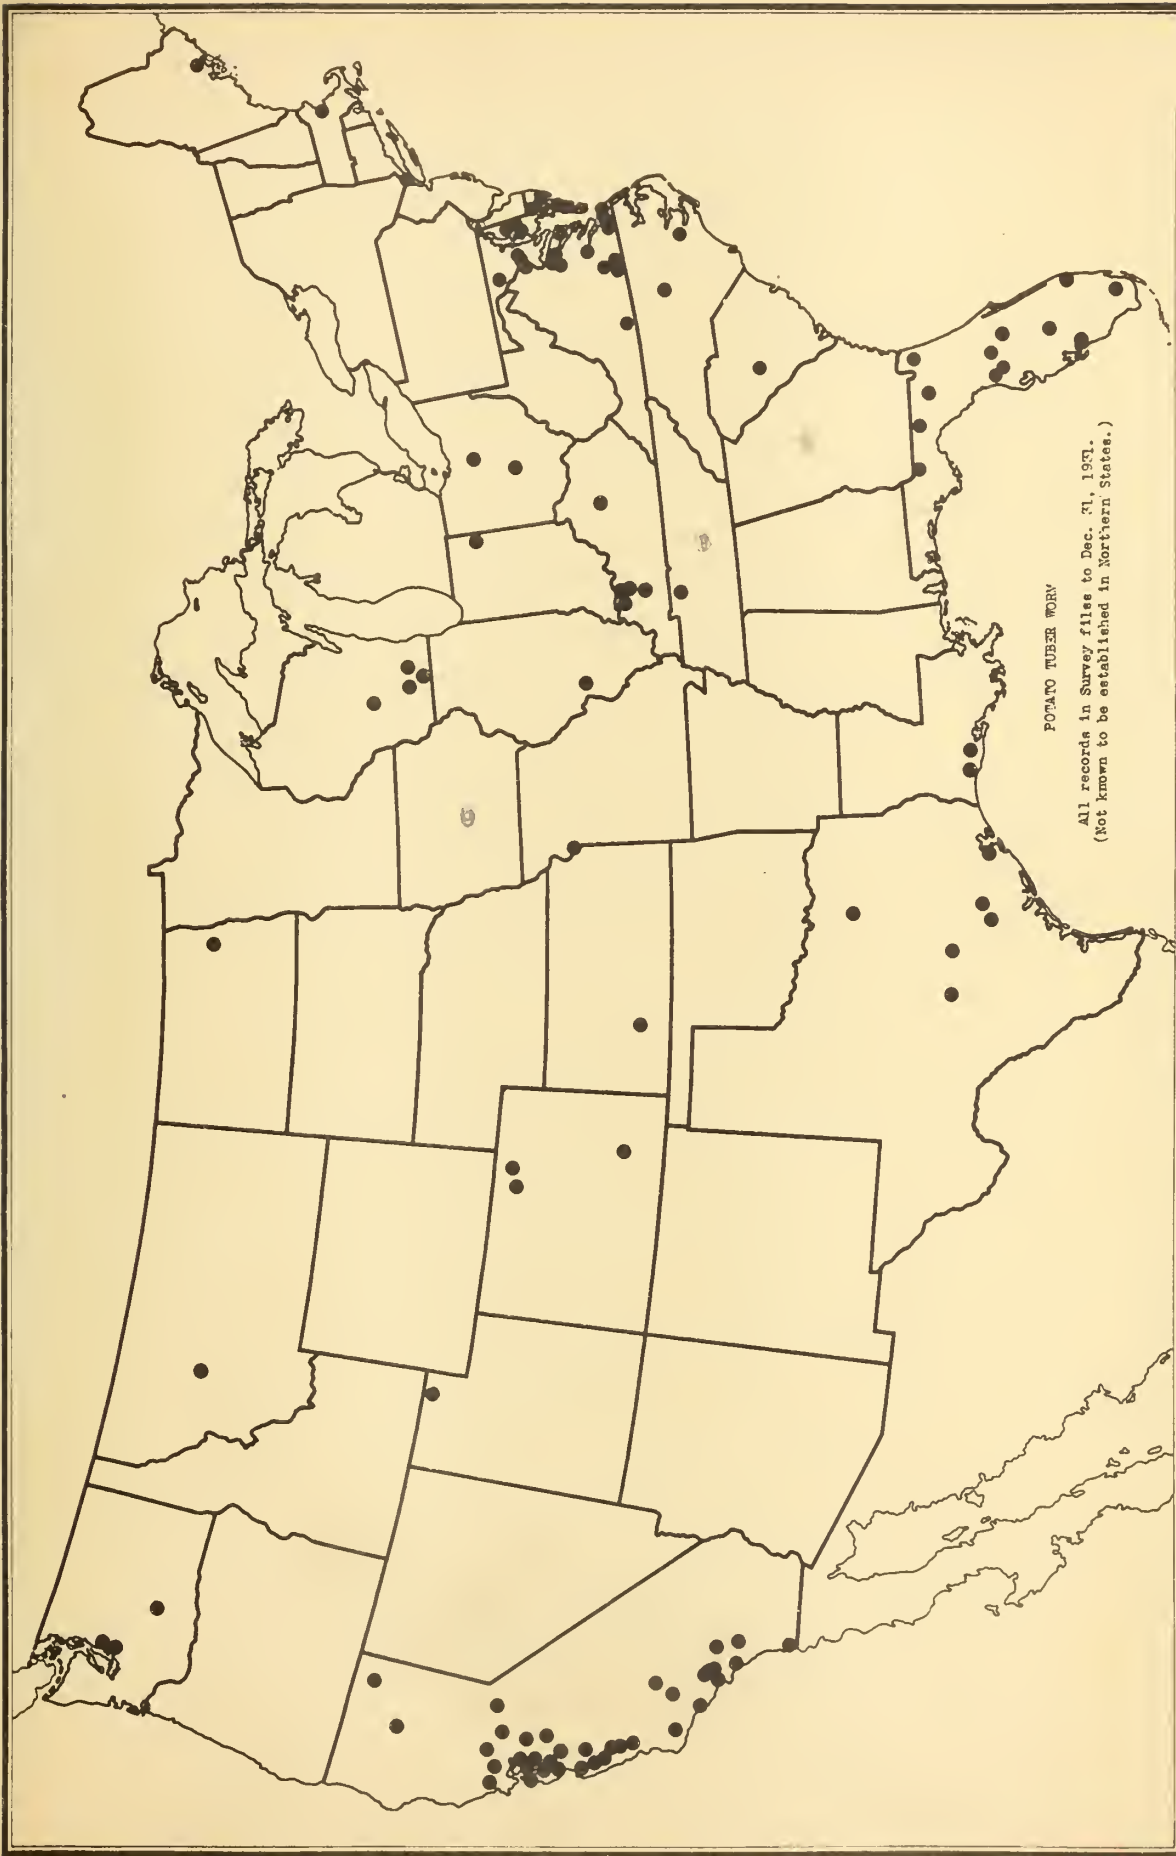 POTATO TUBER WORM
All records in Survey files to Dec. 31, 1931.
(Not known to be established in Northern States.)